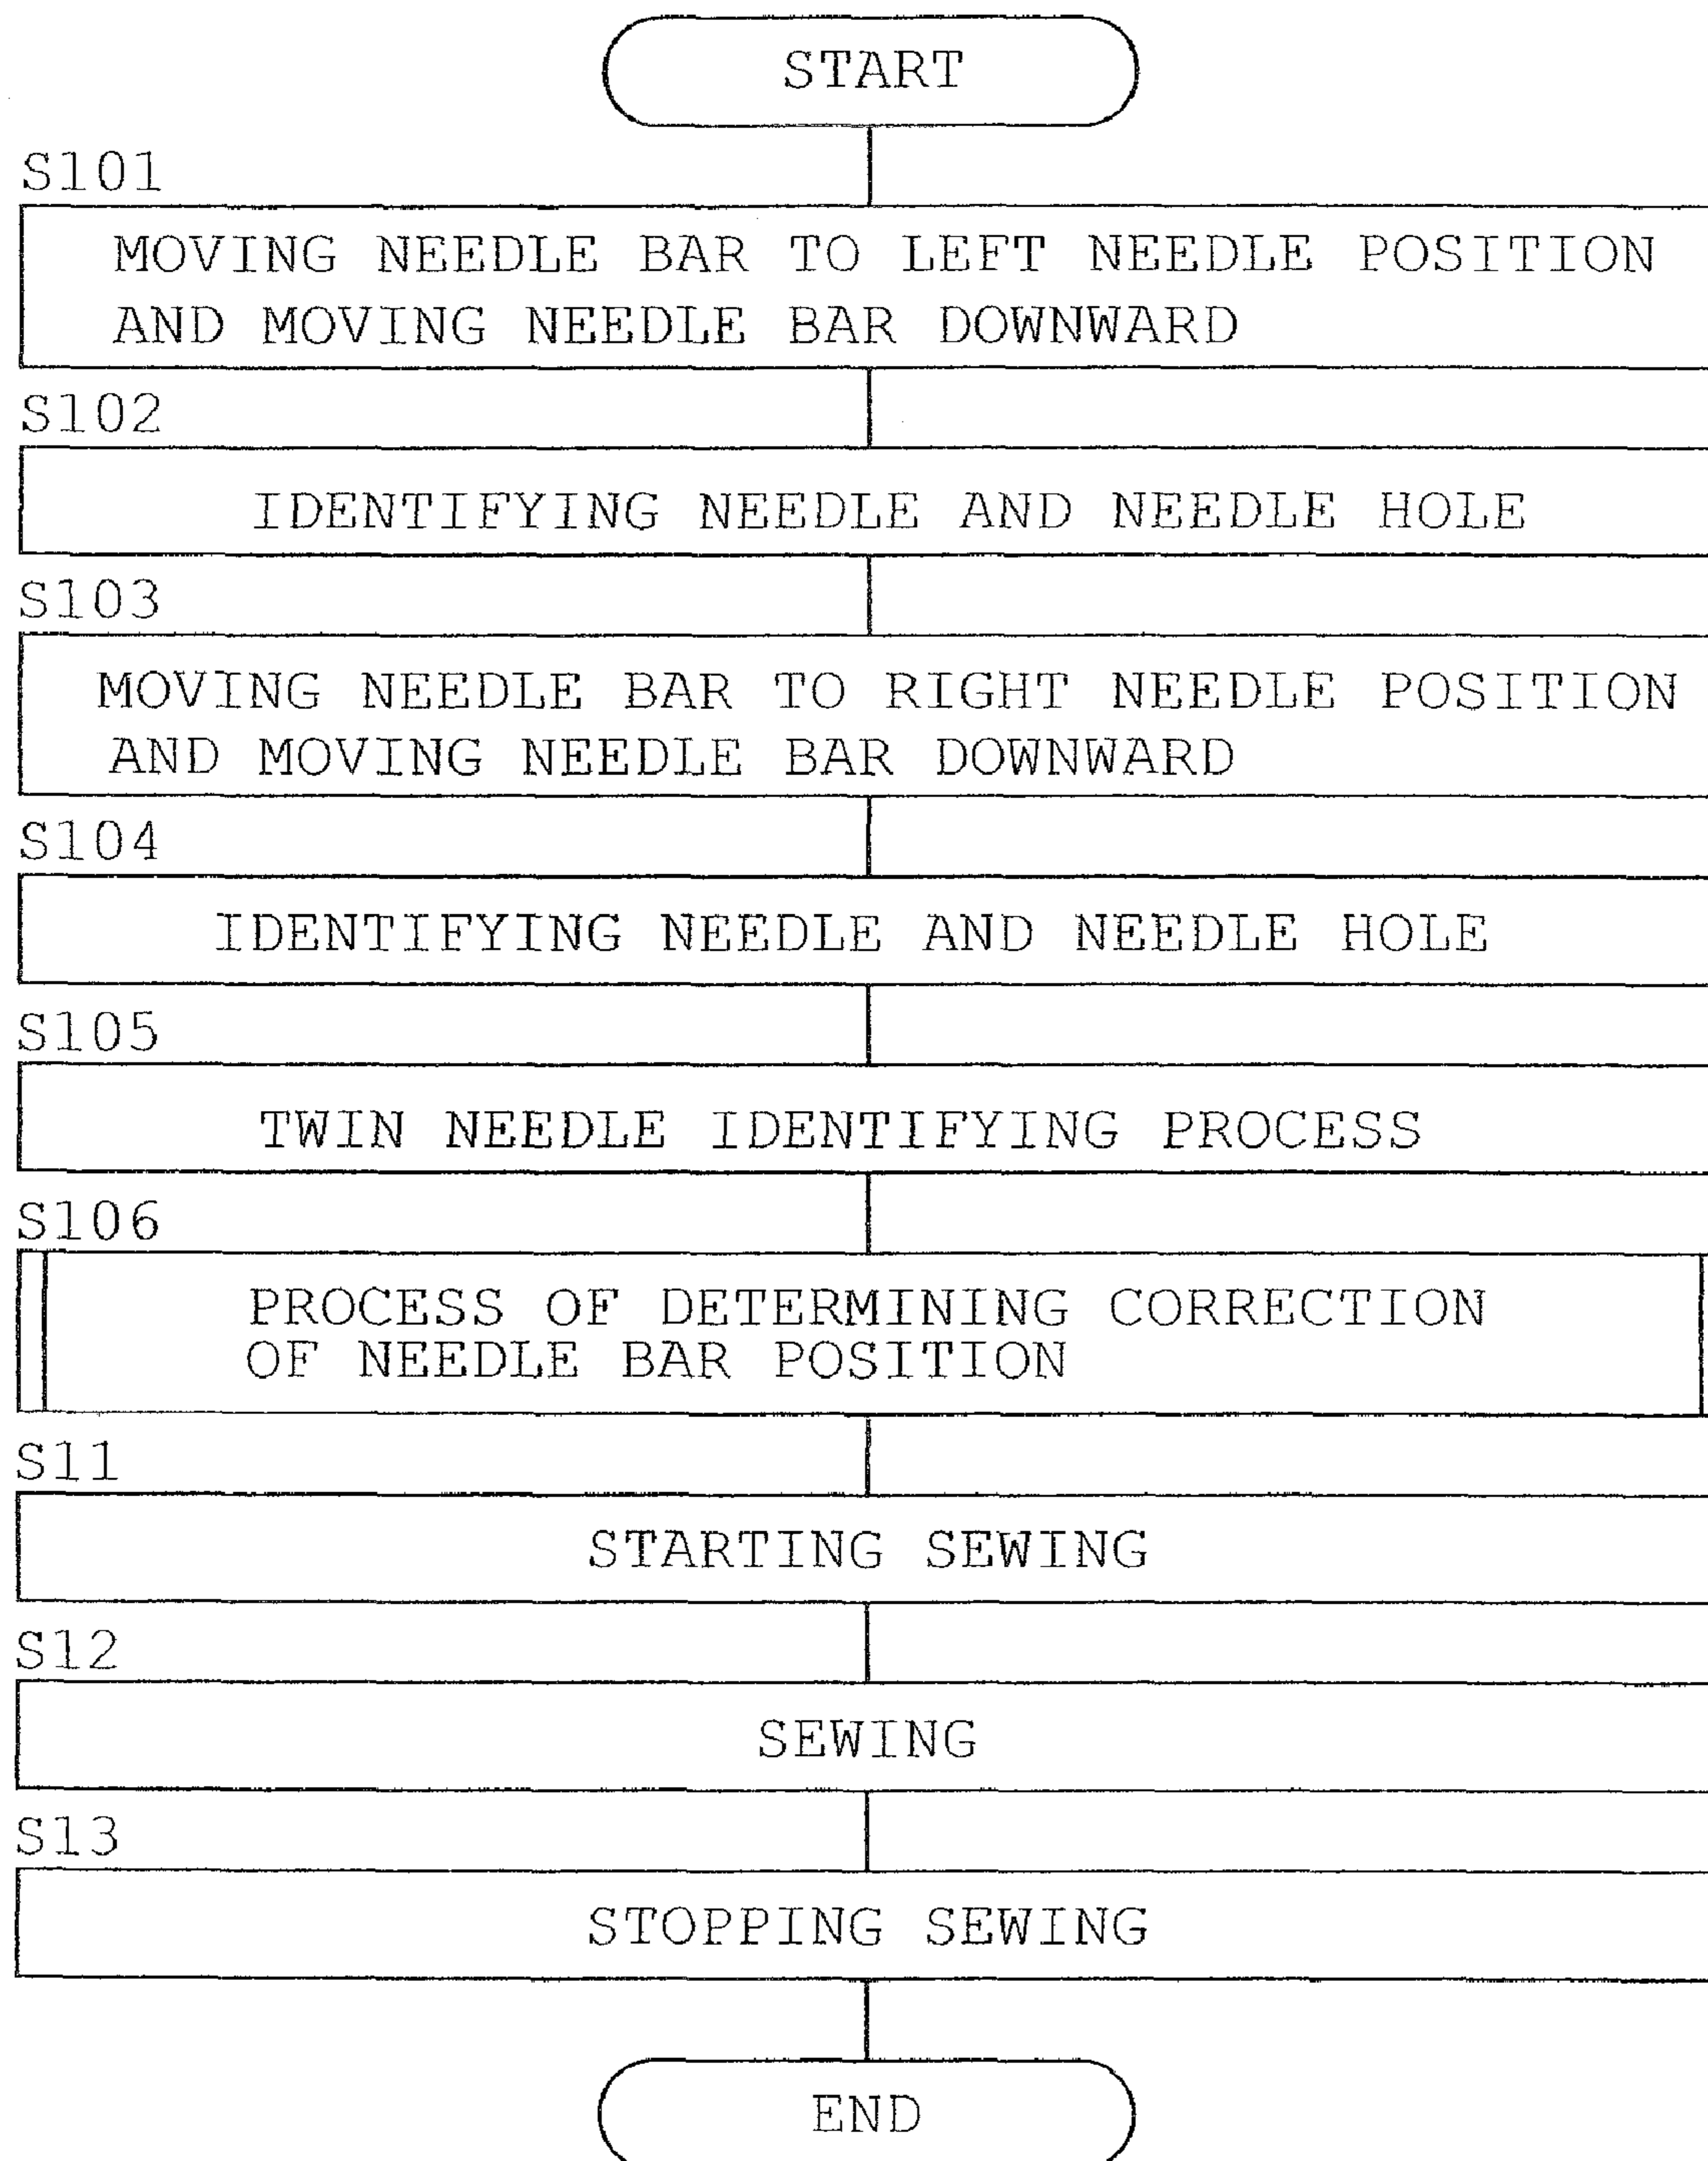 START
S101
MOVING NEEDLE BAR TO LEFT NEEDLE POSITION
AND MOVING NEEDLE BAR DOWNWARD
S102
IDENTIFYING NEEDLE AND NEEDLE HOLE
S103
MOVING NEEDLE BAR TO RIGHT NEEDLE POSITION
AND MOVING NEEDLE BAR DOWNWARD
S104
IDENTIFYING NEEDLE AND NEEDLE HOLE
S105
TWIN NEEDLE IDENTIFYING PROCESS
S106
PROCESS OF DETERMINING CORRECTION
OF NEEDLE BAR POSITION
S11
STARTING SEWING
S12
SEWING
S13
STOPPING SEWING
END